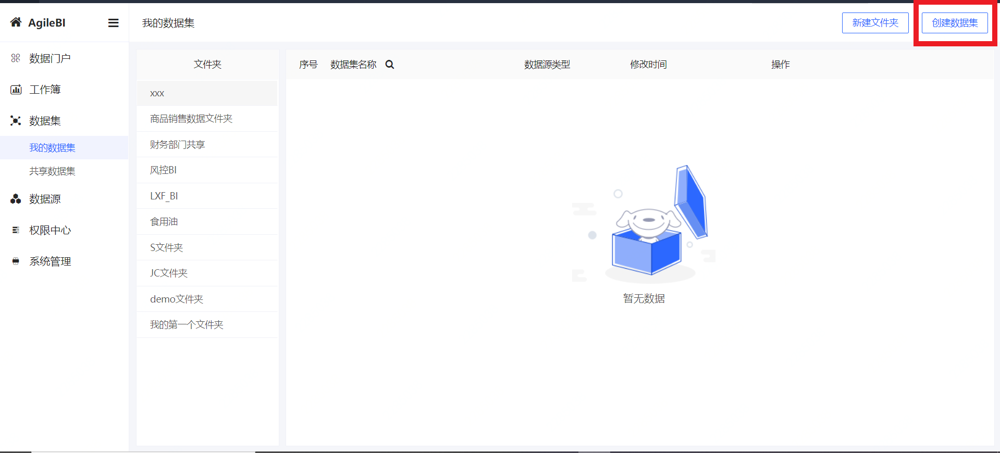 AgileBI
数据门户
工作簿
数据集
我的数据集
共享数据集
数据源
权限中心
系统管理
我的数据集
新建文件夹
创建数据集
文件夹
xxx
商品销售数据文件夹
财务部门共享
风控BI
LXF_BI
食用油
S文件夹
JC文件夹
demo文件夹
我的第一个文件夹
序号 数据集名称 数据源类型 修改时间 操作
暂无数据